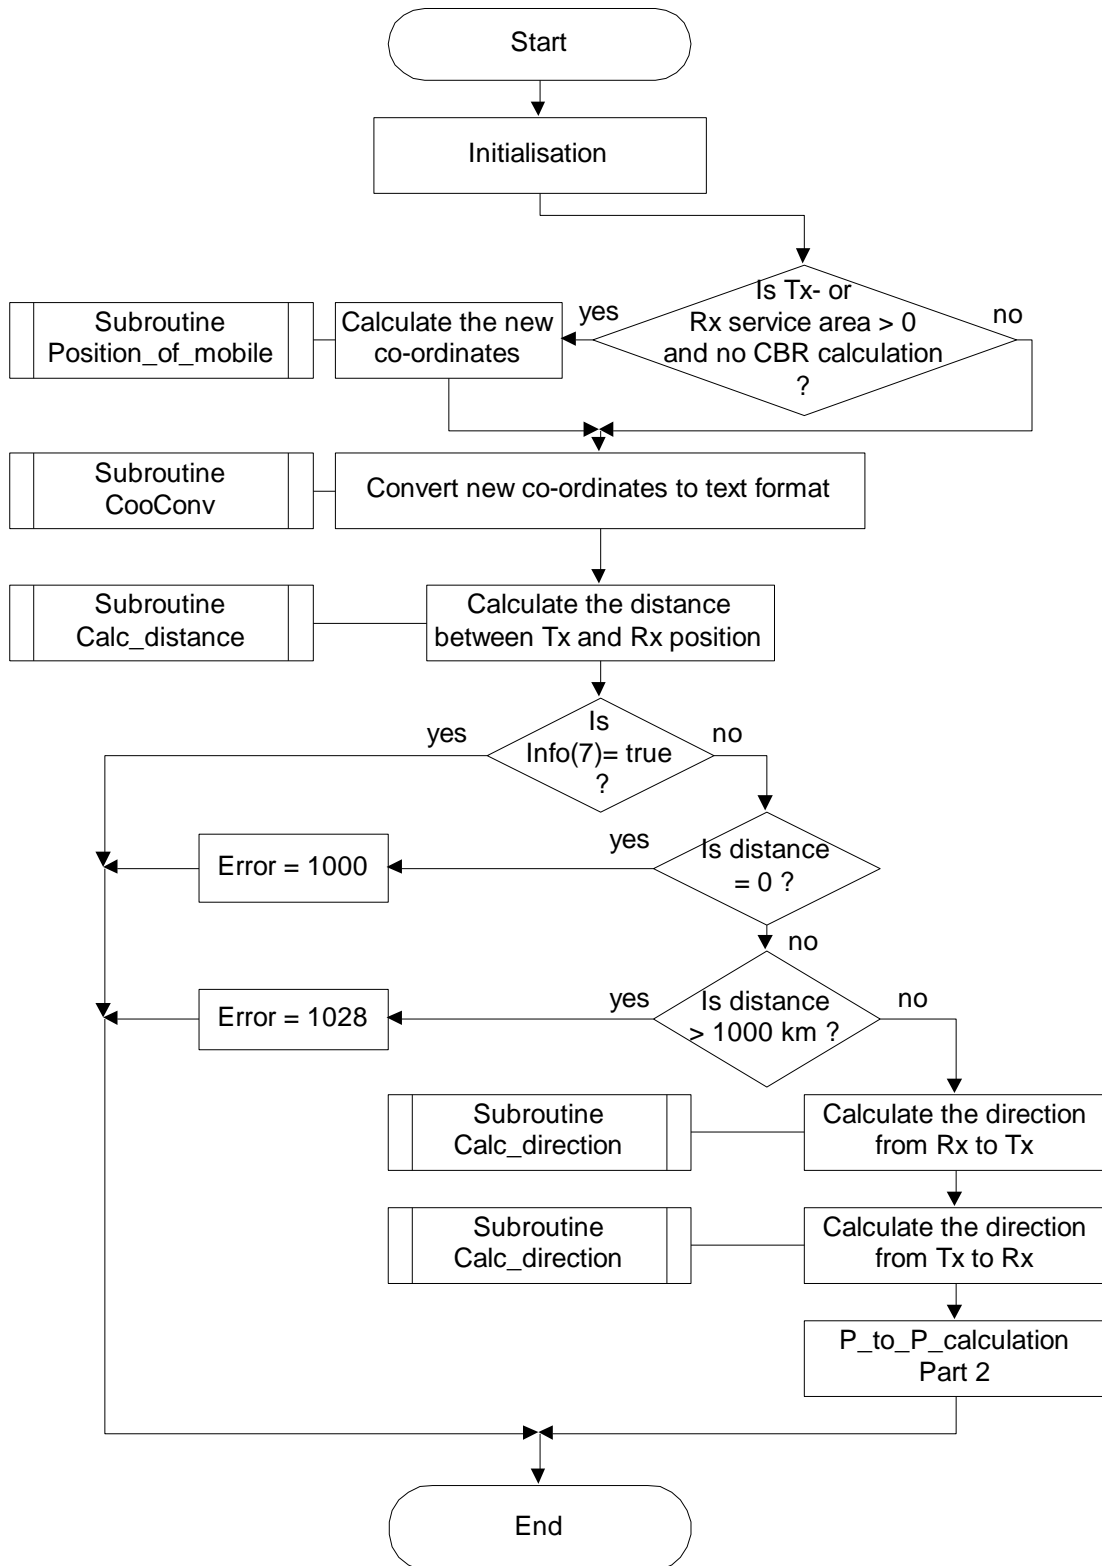 Start
Initialisation
Is Tx- or
Rx service area > 0
and no CBR calculation
?
yes
no
Calculate the new
co-ordinates
Subroutine
Position_of_mobile
Subroutine
CooConv
Convert new co-ordinates to text format
Subroutine
Calc_distance
Calculate the distance
between Tx and Rx position
Is
Info(7)= true
?
yes
no
Is distance
= 0 ?
yes
Error = 1000
no
Is distance
> 1000 km ?
yes
no
Error = 1028
Subroutine
Calc_direction
Calculate the direction
from Rx to Tx
Subroutine
Calc_direction
Calculate the direction
from Tx to Rx
P_to_P_calculation
Part 2
End